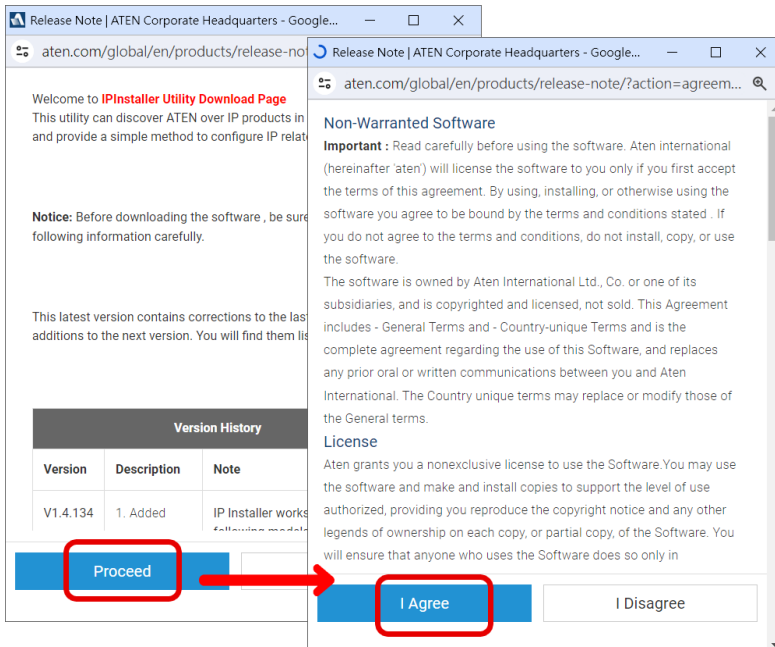 Release Note | ATEN Corporate Headquarters - Google...
aten.com/global/en/products/release-not
Welcome to IPInstaller Utility Download Page
This utility can discover ATEN over IP products in
and provide a simple method to configure IP relat
Notice: Before downloading the software , be sure
following information carefully.
This latest version contains corrections to the las
additions to the next version. You will find them lis
Version History
Version Description Note
V1.4.134 1. Added IP Installer works
following models
Proceed
Release Note | ATEN Corporate Headquarters - Google...
aten.com/global/en/products/release-note/?action=agreem...
Non-Warranted Software
Important : Read carefully before using the software. Aten international
(hereinafter 'aten') will license the software to you only if you first accept
the terms of this agreement. By using, installing, or otherwise using the
software you agree to be bound by the terms and conditions stated . If
you do not agree to the terms and conditions, do not install, copy, or use
the software.
The software is owned by Aten International Ltd., Co. or one of its
subsidiaries, and is copyrighted and licensed, not sold. This Agreement
includes - General Terms and - Country-unique Terms and is the
complete agreement regarding the use of this Software, and replaces
any prior oral or written communications between you and Aten
International. The Country unique terms may replace or modify those of
the General terms.
License
Aten grants you a nonexclusive license to use the Software.You may use
the software and make and install copies to support the level of use
authorized, providing you reproduce the copyright notice and any other
legends of ownership on each copy, or partial copy, of the Software. You
will ensure that anyone who uses the Software does so only in
I Agree
I Disagree